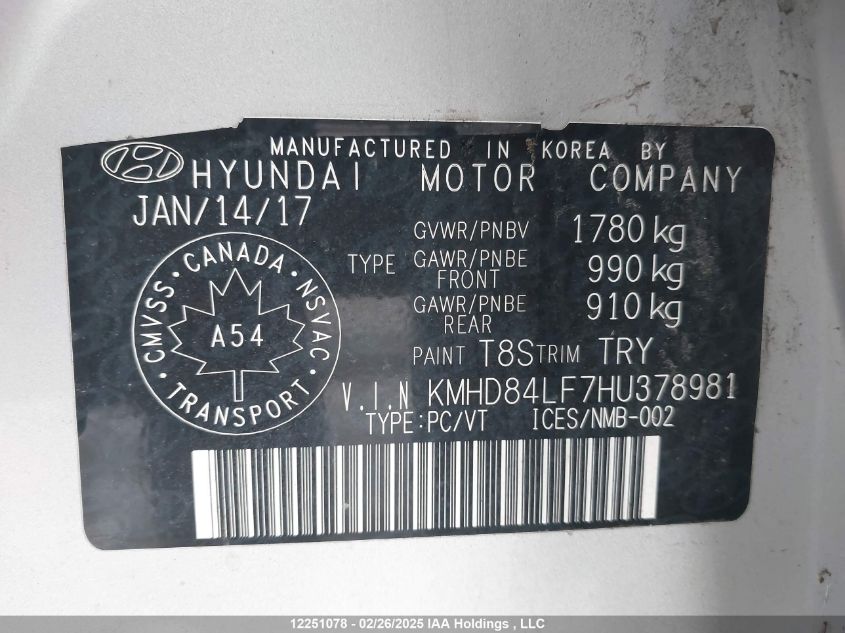 MANUFACTURED IN KOREA BY
HYUNDAI MOTOR COMPANY
JAN/14/17
GVWR/PNBV 1780 kg
TYPE GAWR/PNBE FRONT 990 kg
GAWR/PNBE REAR 910 kg
CANADA
CMVSS · NSVAC
A54
TRANSPORT
PAINT T8S TRIM TRY
V.I.N KMHD84LF7HU378981
TYPE:PC/VT ICES/NMB-002
12251078 - 02/26/2025 IAA Holdings , LLC